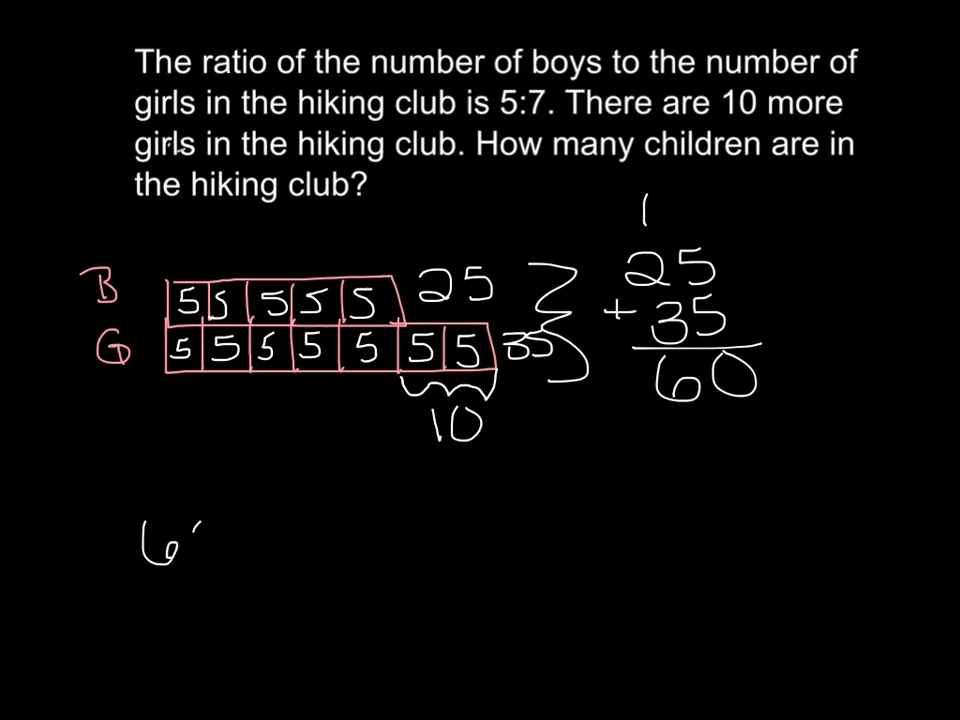 The ratio of the number of boys to the number of
girls in the hiking club is 5:7. There are 10 more
girls in the hiking club. How many children are in
the hiking club?
1
B 5 5 5 5 5 25 25
G 5 5 5 5 5 5 5 35 + 35
60
10
6